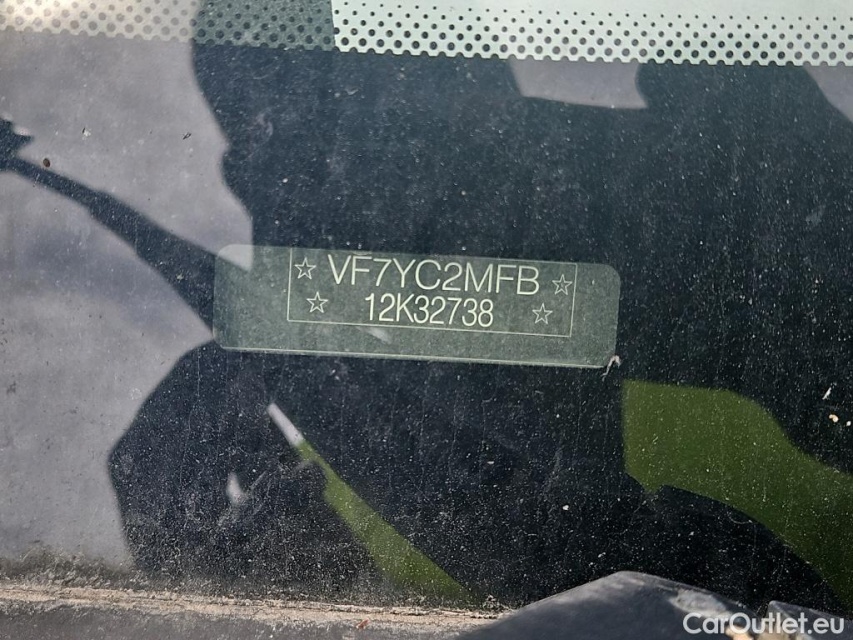 ☆ VF7YC2MFB ☆
☆ 12K32738 ☆
CarOutlet.eu